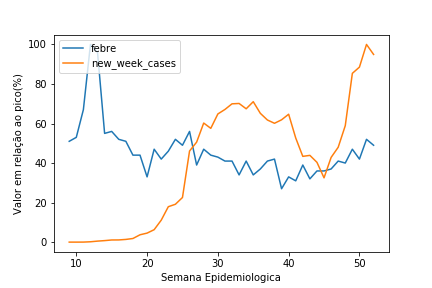 febre
new_week_cases
100
80
60
40
20
0
Valor em relação ao pico(%)
10
20
30
40
50
Semana Epidemiologica